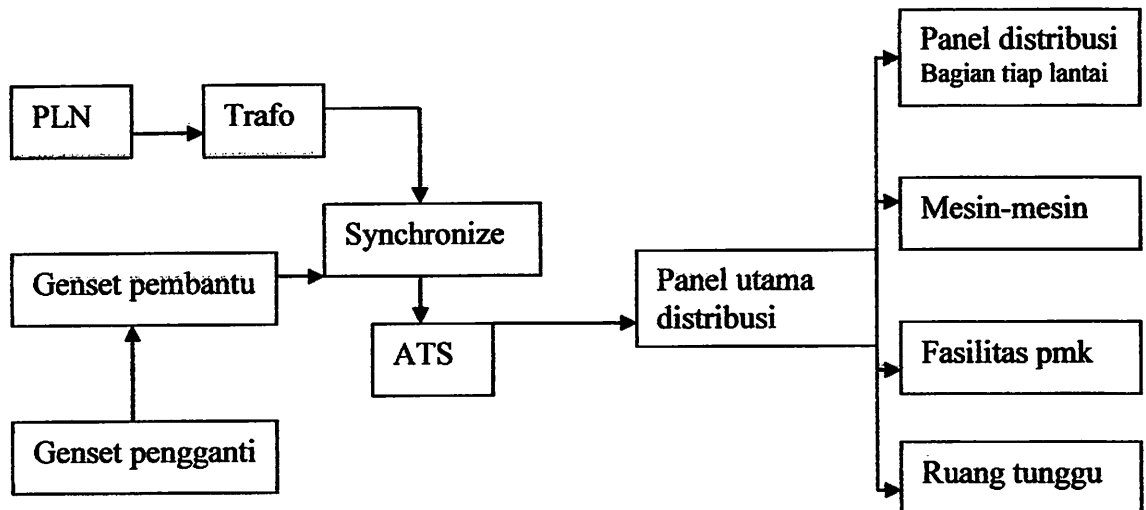 PLN
Trafo
Synchronize
Genset pembantu
ATS
Genset pengganti
Panel utama
distribusi
Panel distribusi
Bagian tiap lantai
Mesin-mesin
Fasilitas pmk
Ruang tunggu